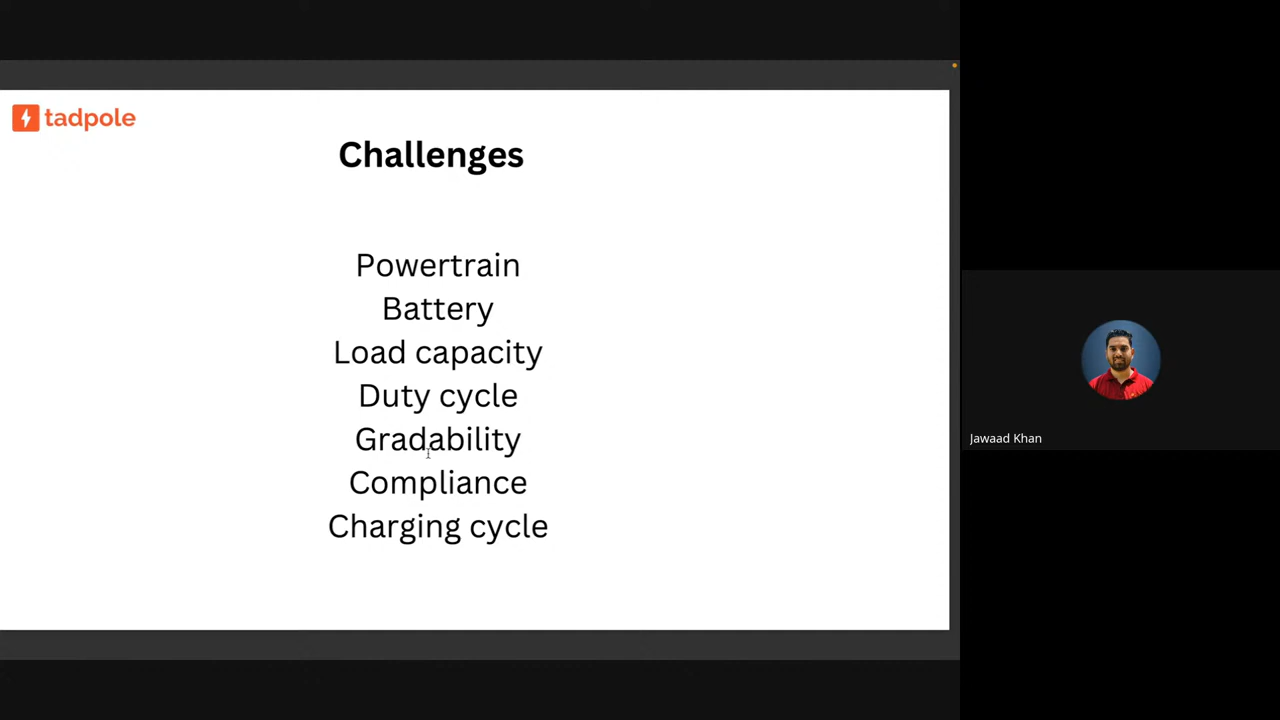 tadpole
Challenges
Powertrain
Battery
Load capacity
Duty cycle
Gradability
Compliance
Charging cycle
Jawaad Khan